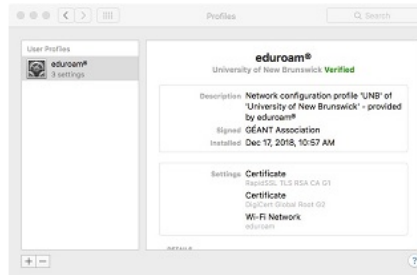 Profiles
Search
User Profiles
eduroam®
3 settings
eduroam®
University of New Brunswick Verified
Description Network configuration profile 'UNB' of
'University of New Brunswick' - provided
by eduroam®
Signed GÉANT Association
Installed Dec 17, 2018, 10:57 AM
Settings Certificate
RapidSSL TLS RSA CA G1
Certificate
DigiCert Global Root G2
Wi-Fi Network
eduroam
DETAILS
+ −
?